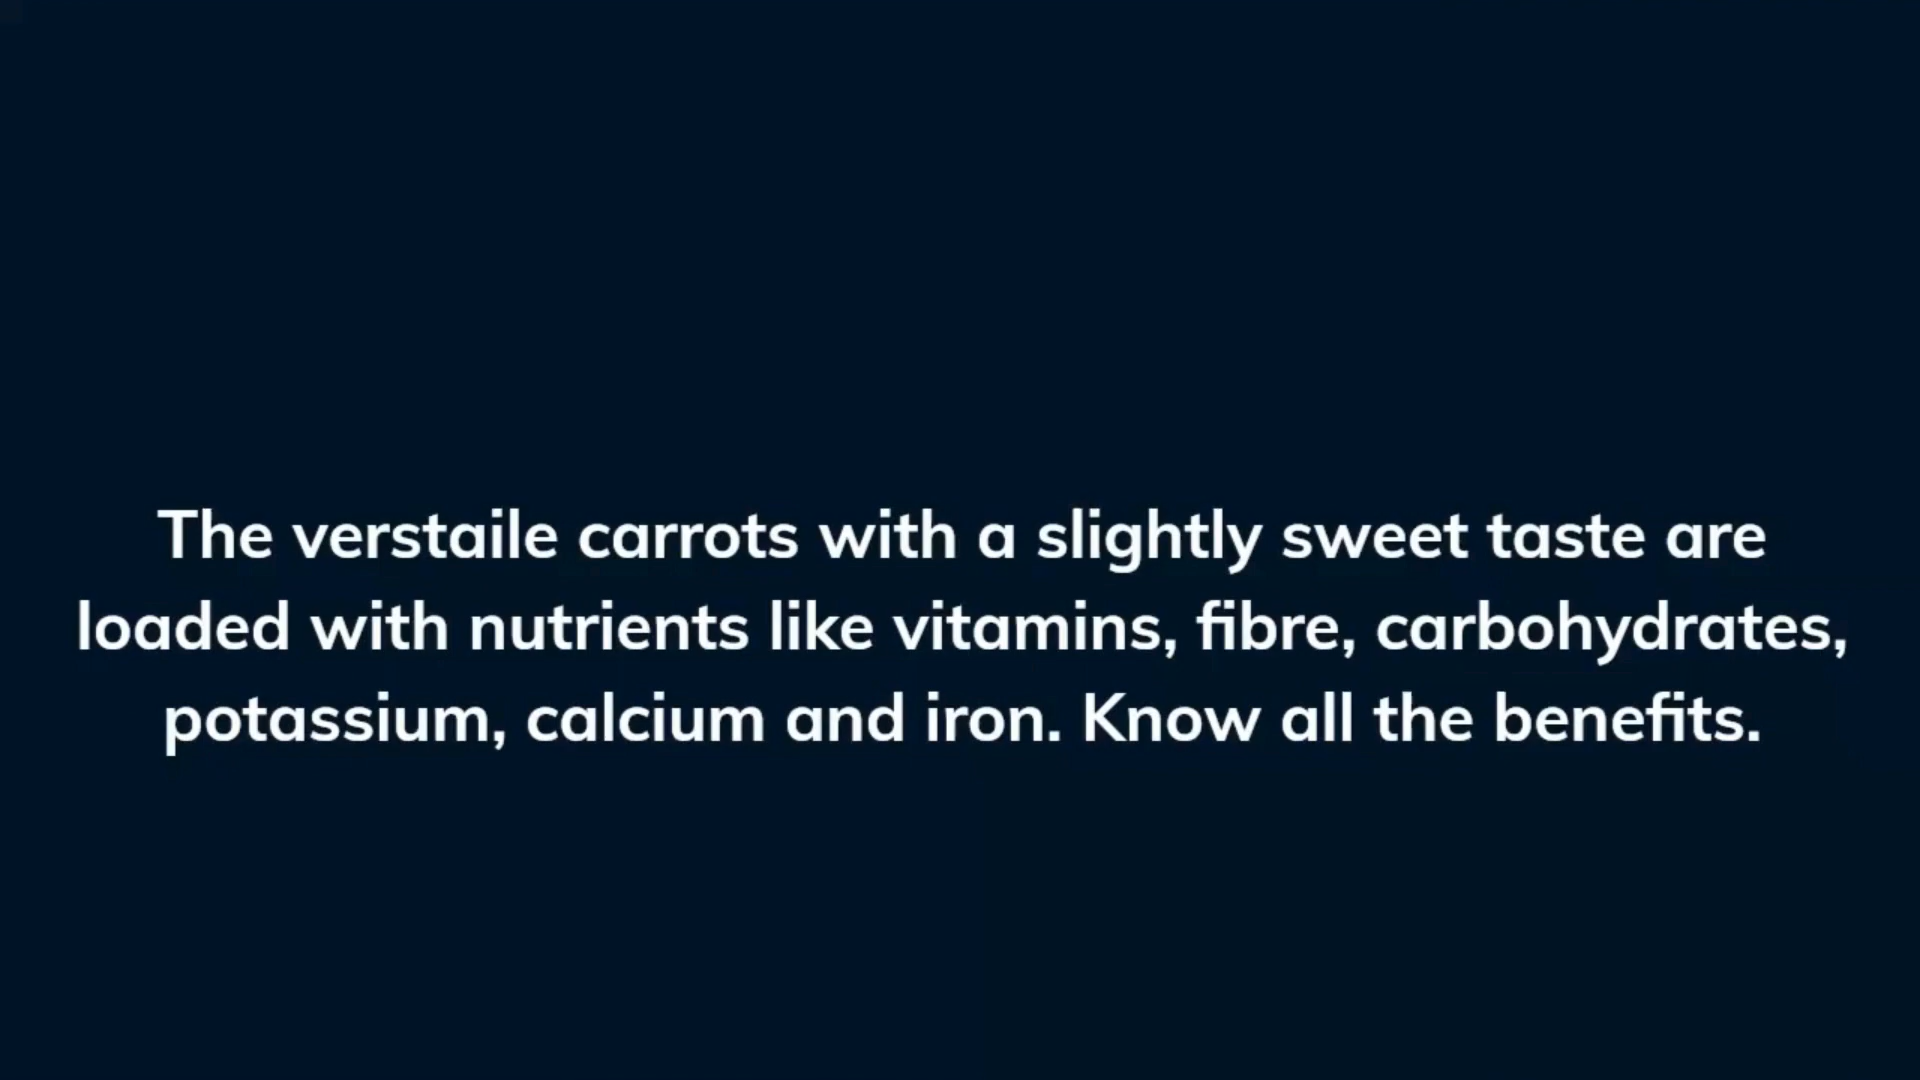 The verstaile carrots with a slightly sweet taste are
loaded with nutrients like vitamins, fibre, carbohydrates,
potassium, calcium and iron. Know all the benefits.